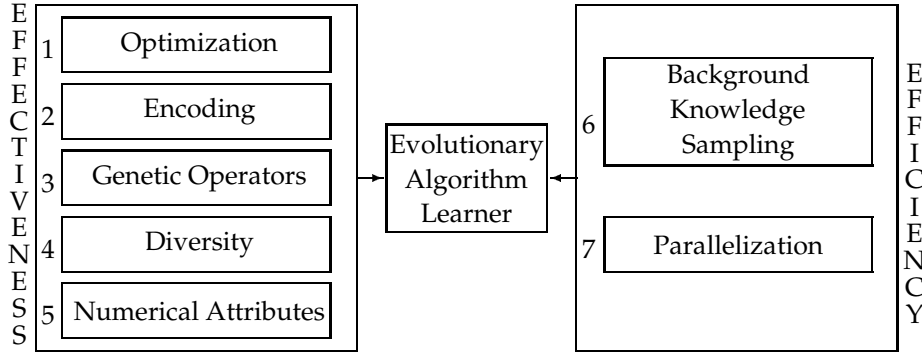 EFFECTIVENESS
1
Optimization
2
Encoding
3
Genetic Operators
4
Diversity
5
Numerical Attributes
Evolutionary
Algorithm
Learner
6
Background
Knowledge
Sampling
7
Parallelization
EFFICIENCY